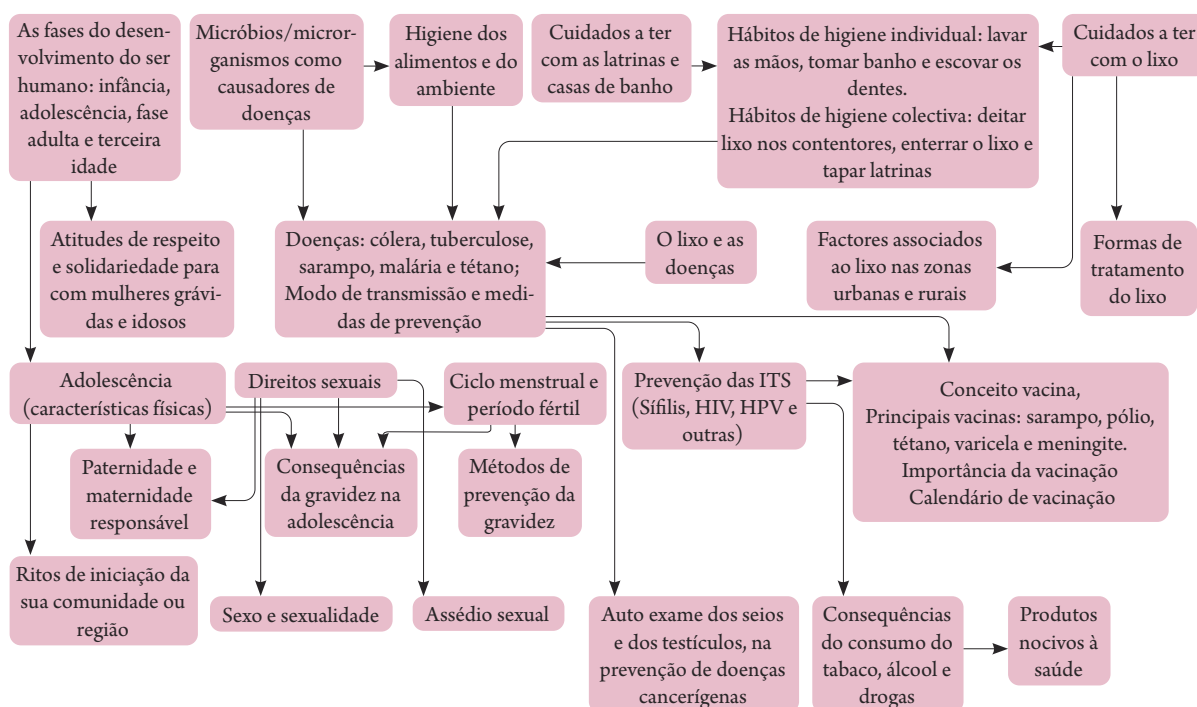 As fases do desen-
volvimento do ser
humano: infância,
adolescência, fase
adulta e terceira
idade
Micróbios/micror-
ganismos como
causadores de
doenças
Higiene dos
alimentos e do
ambiente
Cuidados a ter
com as latrinas e
casas de banho
Hábitos de higiene individual: lavar
as mãos, tomar banho e escovar os
dentes.
Hábitos de higiene colectiva: deitar
lixo nos contentores, enterrar o lixo e
tapar latrinas
Cuidados a ter
com o lixo
Atitudes de respeito
e solidariedade para
com mulheres grávi-
das e idosos
Doenças: cólera, tuberculose,
sarampo, malária e tétano;
Modo de transmissão e medi-
das de prevenção
O lixo e as
doenças
Factores associados
ao lixo nas zonas
urbanas e rurais
Formas de
tratamento
do lixo
Adolescência
(características físicas)
Direitos sexuais
Ciclo menstrual e
período fértil
Prevenção das ITS
(Sífilis, HIV, HPV e
outras)
Conceito vacina,
Principais vacinas: sarampo, pólio,
tétano, varicela e meningite.
Importância da vacinação
Calendário de vacinação
Paternidade e
maternidade
responsável
Consequências
da gravidez na
adolescência
Métodos de
prevenção da
gravidez
Ritos de iniciação da
sua comunidade ou
região
Sexo e sexualidade
Assédio sexual
Auto exame dos seios
e dos testículos, na
prevenção de doenças
cancerígenas
Consequências
do consumo do
tabaco, álcool e
drogas
Produtos
nocivos à
saúde